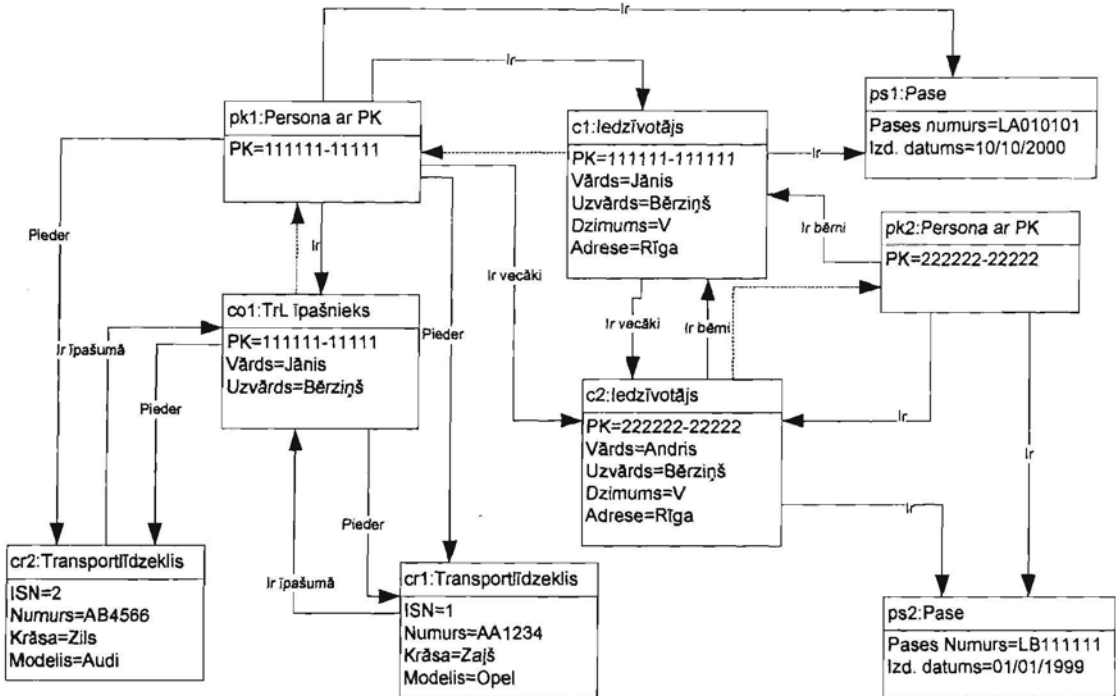 Ir
Ir
pk1:Persona ar PK
PK=111111-11111
c1:Iedzīvotājs
PK=111111-111111
Vārds=Jānis
Uzvārds=Bērziņš
Dzimums=V
Adrese=Rīga
Ir
ps1:Pase
Pases numurs=LA010101
Izd. datums=10/10/2000
Pieder
Ir
Ir vecāki
Ir bērni
pk2:Persona ar PK
PK=222222-22222
co1:TrL īpašnieks
PK=111111-11111
Vārds=Jānis
Uzvārds=Bērziņš
Ir īpašumā
Pieder
Pieder
Ir vecāki
Ir bērni
c2:Iedzīvotājs
PK=222222-22222
Vārds=Andris
Uzvārds=Bērziņš
Dzimums=V
Adrese=Rīga
Ir
Ir
Ir
Pieder
Ir īpašumā
cr2:Transportlīdzeklis
ISN=2
Numurs=AB4566
Krāsa=Zils
Modelis=Audi
cr1:Transportlīdzeklis
ISN=1
Numurs=AA1234
Krāsa=Zaļš
Modelis=Opel
ps2:Pase
Pases Numurs=LB111111
Izd. datums=01/01/1999